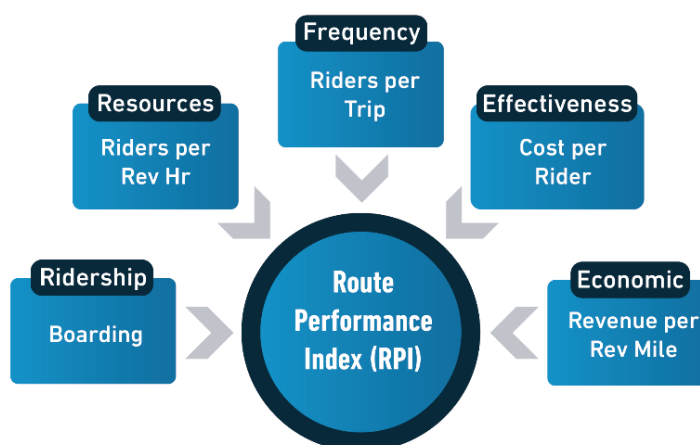 Frequency
Riders per
Trip
Resources
Riders per
Rev Hr
Effectiveness
Cost per
Rider
Ridership
Boarding
Route
Performance
Index (RPI)
Economic
Revenue per
Rev Mile